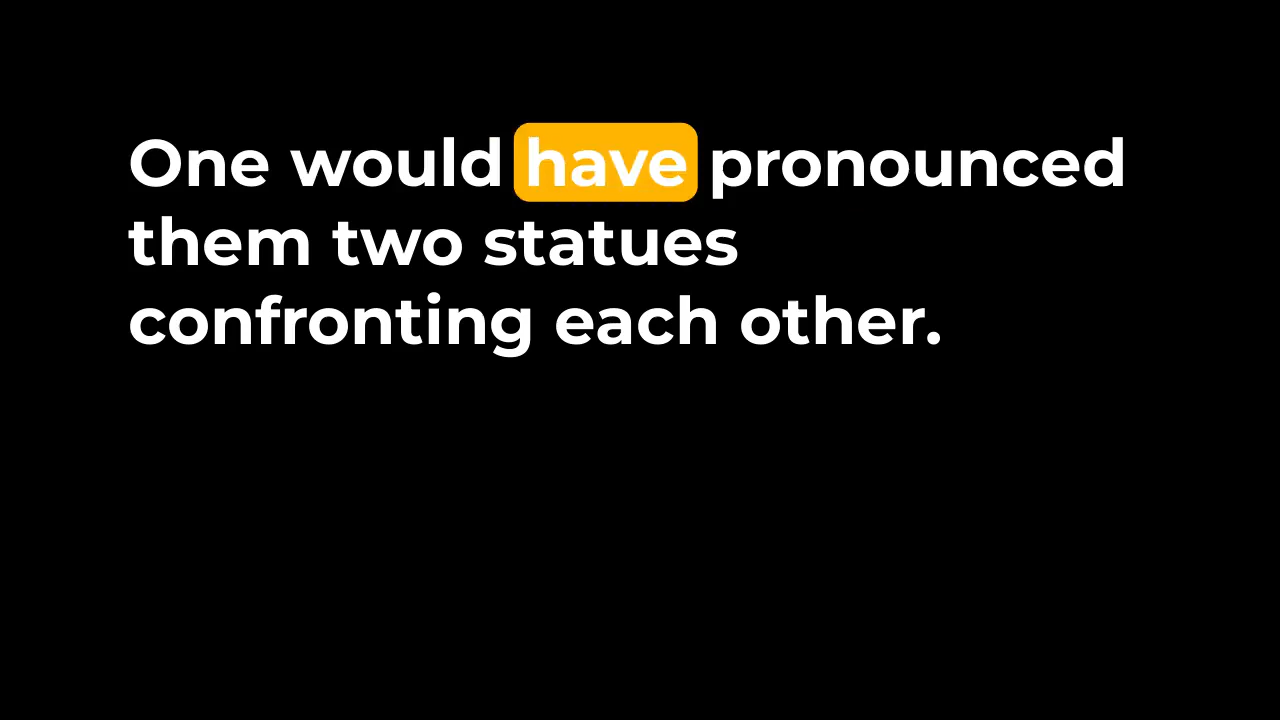 One would have pronounced
them two statues
confronting each other.